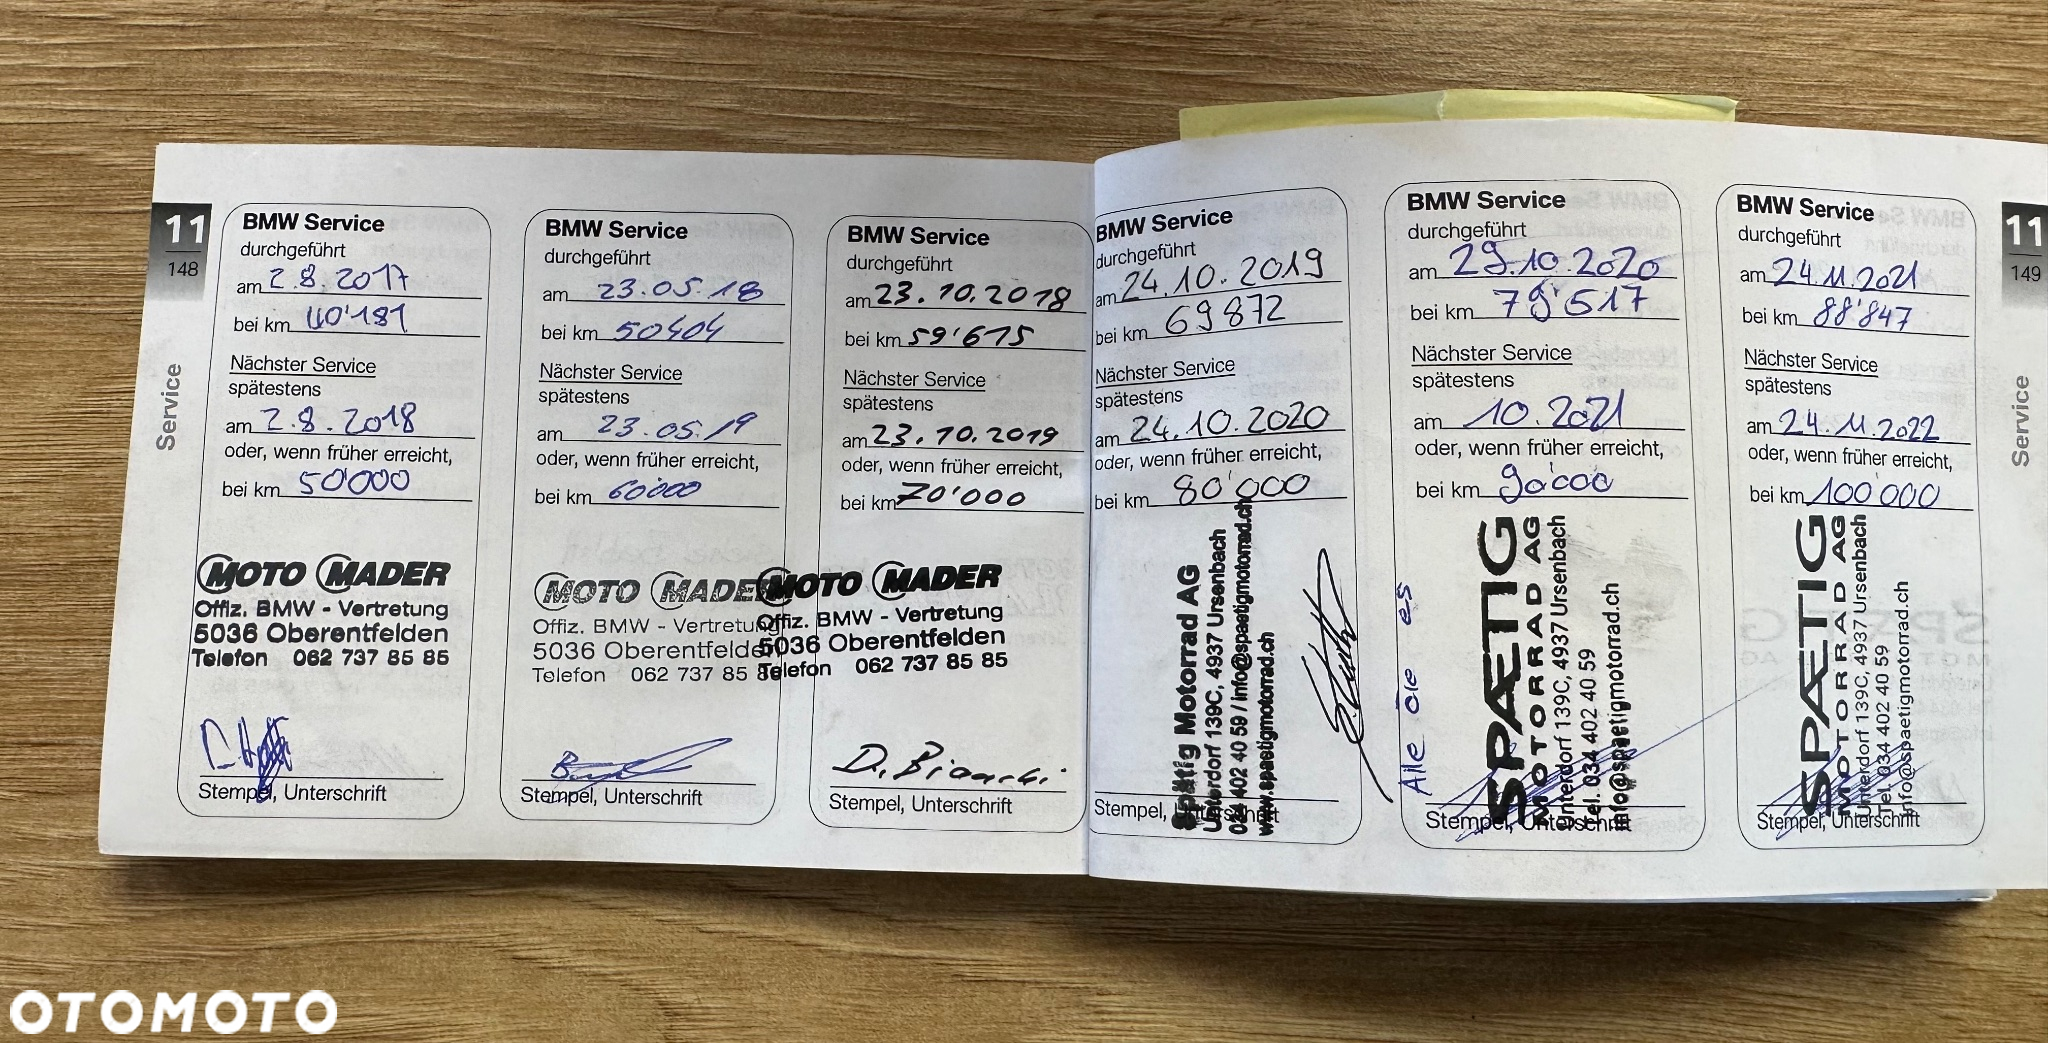 11
148
Service
BMW Service
durchgeführt
am 2.8.2017
bei km 40'181
Nächster Service
spätestens
am 2.8.2018
oder, wenn früher erreicht,
bei km 50'000
MOTO MADER
Offiz. BMW - Vertretung
5036 Oberentfelden
Telefon 062 737 85 85
Stempel, Unterschrift
BMW Service
durchgeführt
am 23.05.18
bei km 50404
Nächster Service
spätestens
am 23.05.19
oder, wenn früher erreicht,
bei km 60'000
MOTO MADE
Offiz. BMW - Vertretung
5036 Oberentfelde
Telefon 062 737 85 8
Stempel, Unterschrift
BMW Service
durchgeführt
am 23.10.2018
bei km 59'615
Nächster Service
spätestens
am 23.10.2019
oder, wenn früher erreicht,
bei km 70'000
MOTO MADER
Offiz. BMW - Vertretung
5036 Oberentfelden
Telefon 062 737 85 85
D. Bianchi
Stempel, Unterschrift
BMW Service
durchgeführt
am 24.10.2019
bei km 69872
Nächster Service
spätestens
am 24.10.2020
oder, wenn früher erreicht,
bei km 80'000
Spätig Motorrad AG
Unterdorf 139C, 4937 Ursenbach
034 402 40 59 / info@spaetigmotorrad.ch
www.spaetigmotorrad.ch
Stempel, Unterschrift
BMW Service
durchgeführt
am 29.10.2020
bei km 79'517
Nächster Service
spätestens
am 10.2021
oder, wenn früher erreicht,
bei km 90'000
SPAETIG
MOTORRAD AG
Unterdorf 139C, 4937 Ursenbach
Tel. 034 402 40 59
info@spaetigmotorrad.ch
Stempel, Unterschrift
BMW Service
durchgeführt
am 24.11.2021
bei km 88'847
Nächster Service
spätestens
am 24.11.2022
oder, wenn früher erreicht,
bei km 100'000
SPAETIG
MOTORRAD AG
Unterdorf 139C, 4937 Ursenbach
Tel. 034 402 40 59
info@spaetigmotorrad.ch
Stempel, Unterschrift
11
149
Service
OTOMOTO